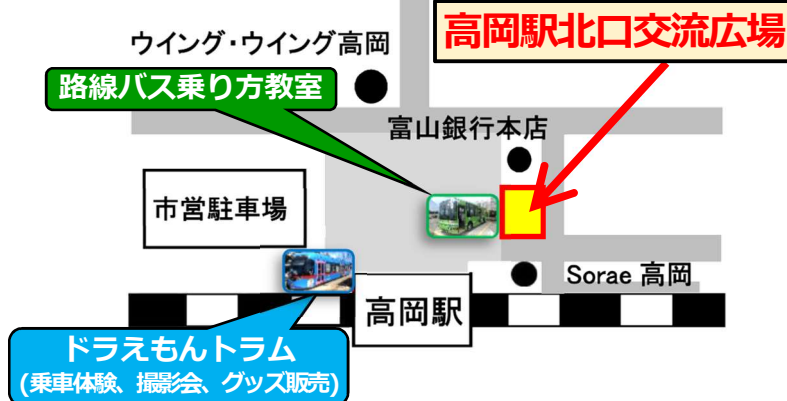 高岡駅北口交流広場
ウイング・ウイング高岡
路線バス乗り方教室
富山銀行本店
市営駐車場
Sorae 高岡
高岡駅
ドラえもんトラム
(乗車体験、撮影会、グッズ販売)